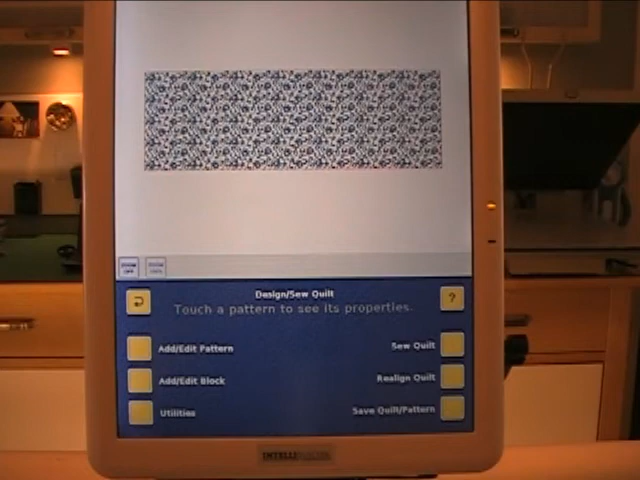 Design/Sew Quilt
?
Touch a pattern to see its properties.
Add/Edit Pattern
Sew Quilt
Add/Edit Block
Realign Quilt
Utilities
Save Quilt/Pattern